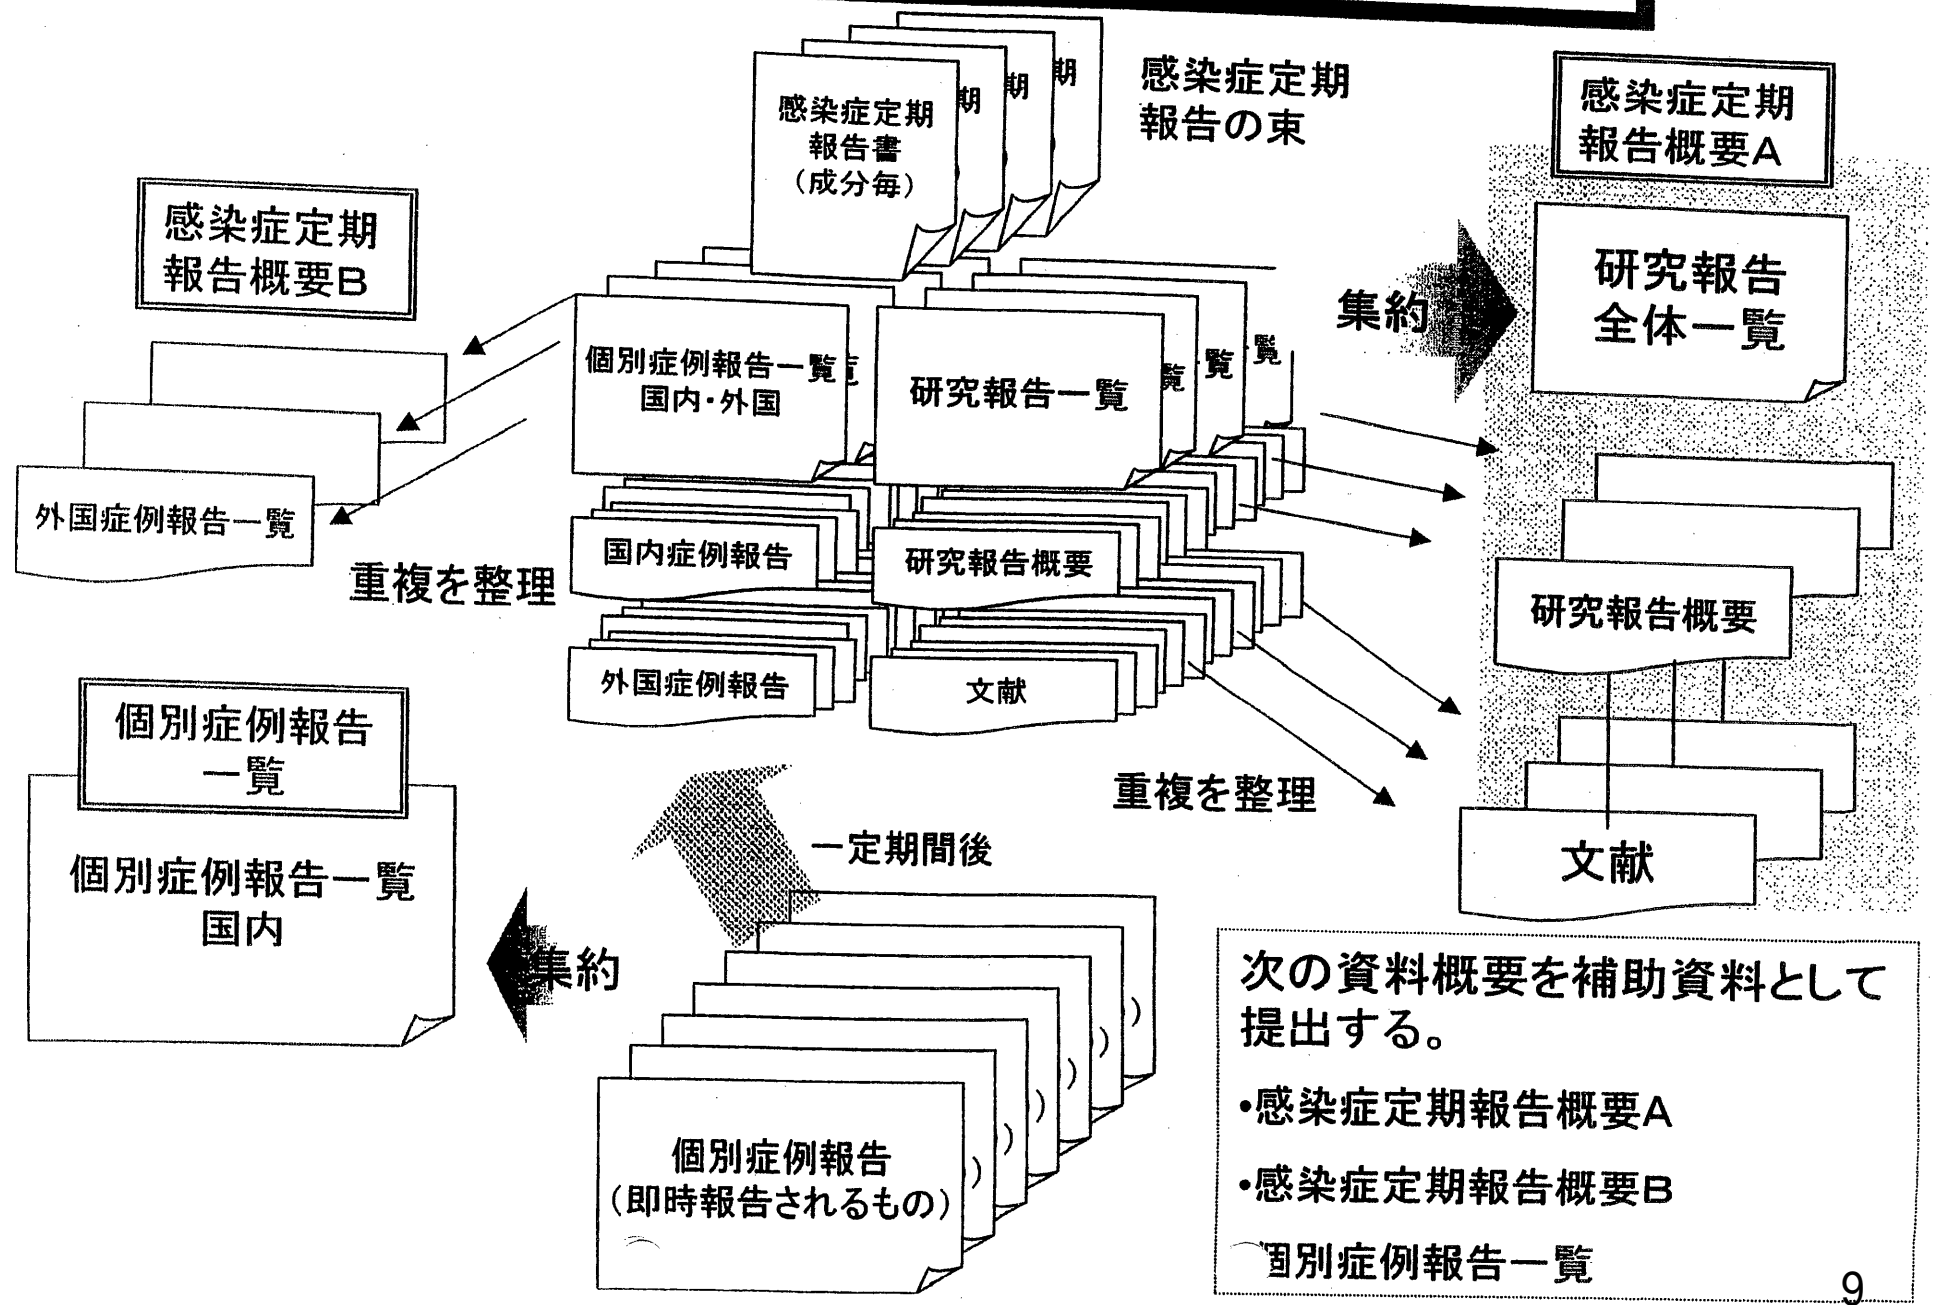 感染症定期
報告の束
感染症定期
報告概要A
感染症定期
報告書
(成分毎)
期
期
期
感染症定期
報告概要B
研究報告
全体一覧
集約
個別症例報告一覧
国内・外国
研究報告一覧
覧
一覧
一覧
外国症例報告一覧
重複を整理
国内症例報告
研究報告概要
研究報告概要
外国症例報告
文献
個別症例報告
一覧
重複を整理
一定期間後
文献
個別症例報告一覧
国内
集約
次の資料概要を補助資料として
提出する。
•感染症定期報告概要A
•感染症定期報告概要B
個別症例報告一覧
個別症例報告
(即時報告されるもの)
)
)
)
)
)
9